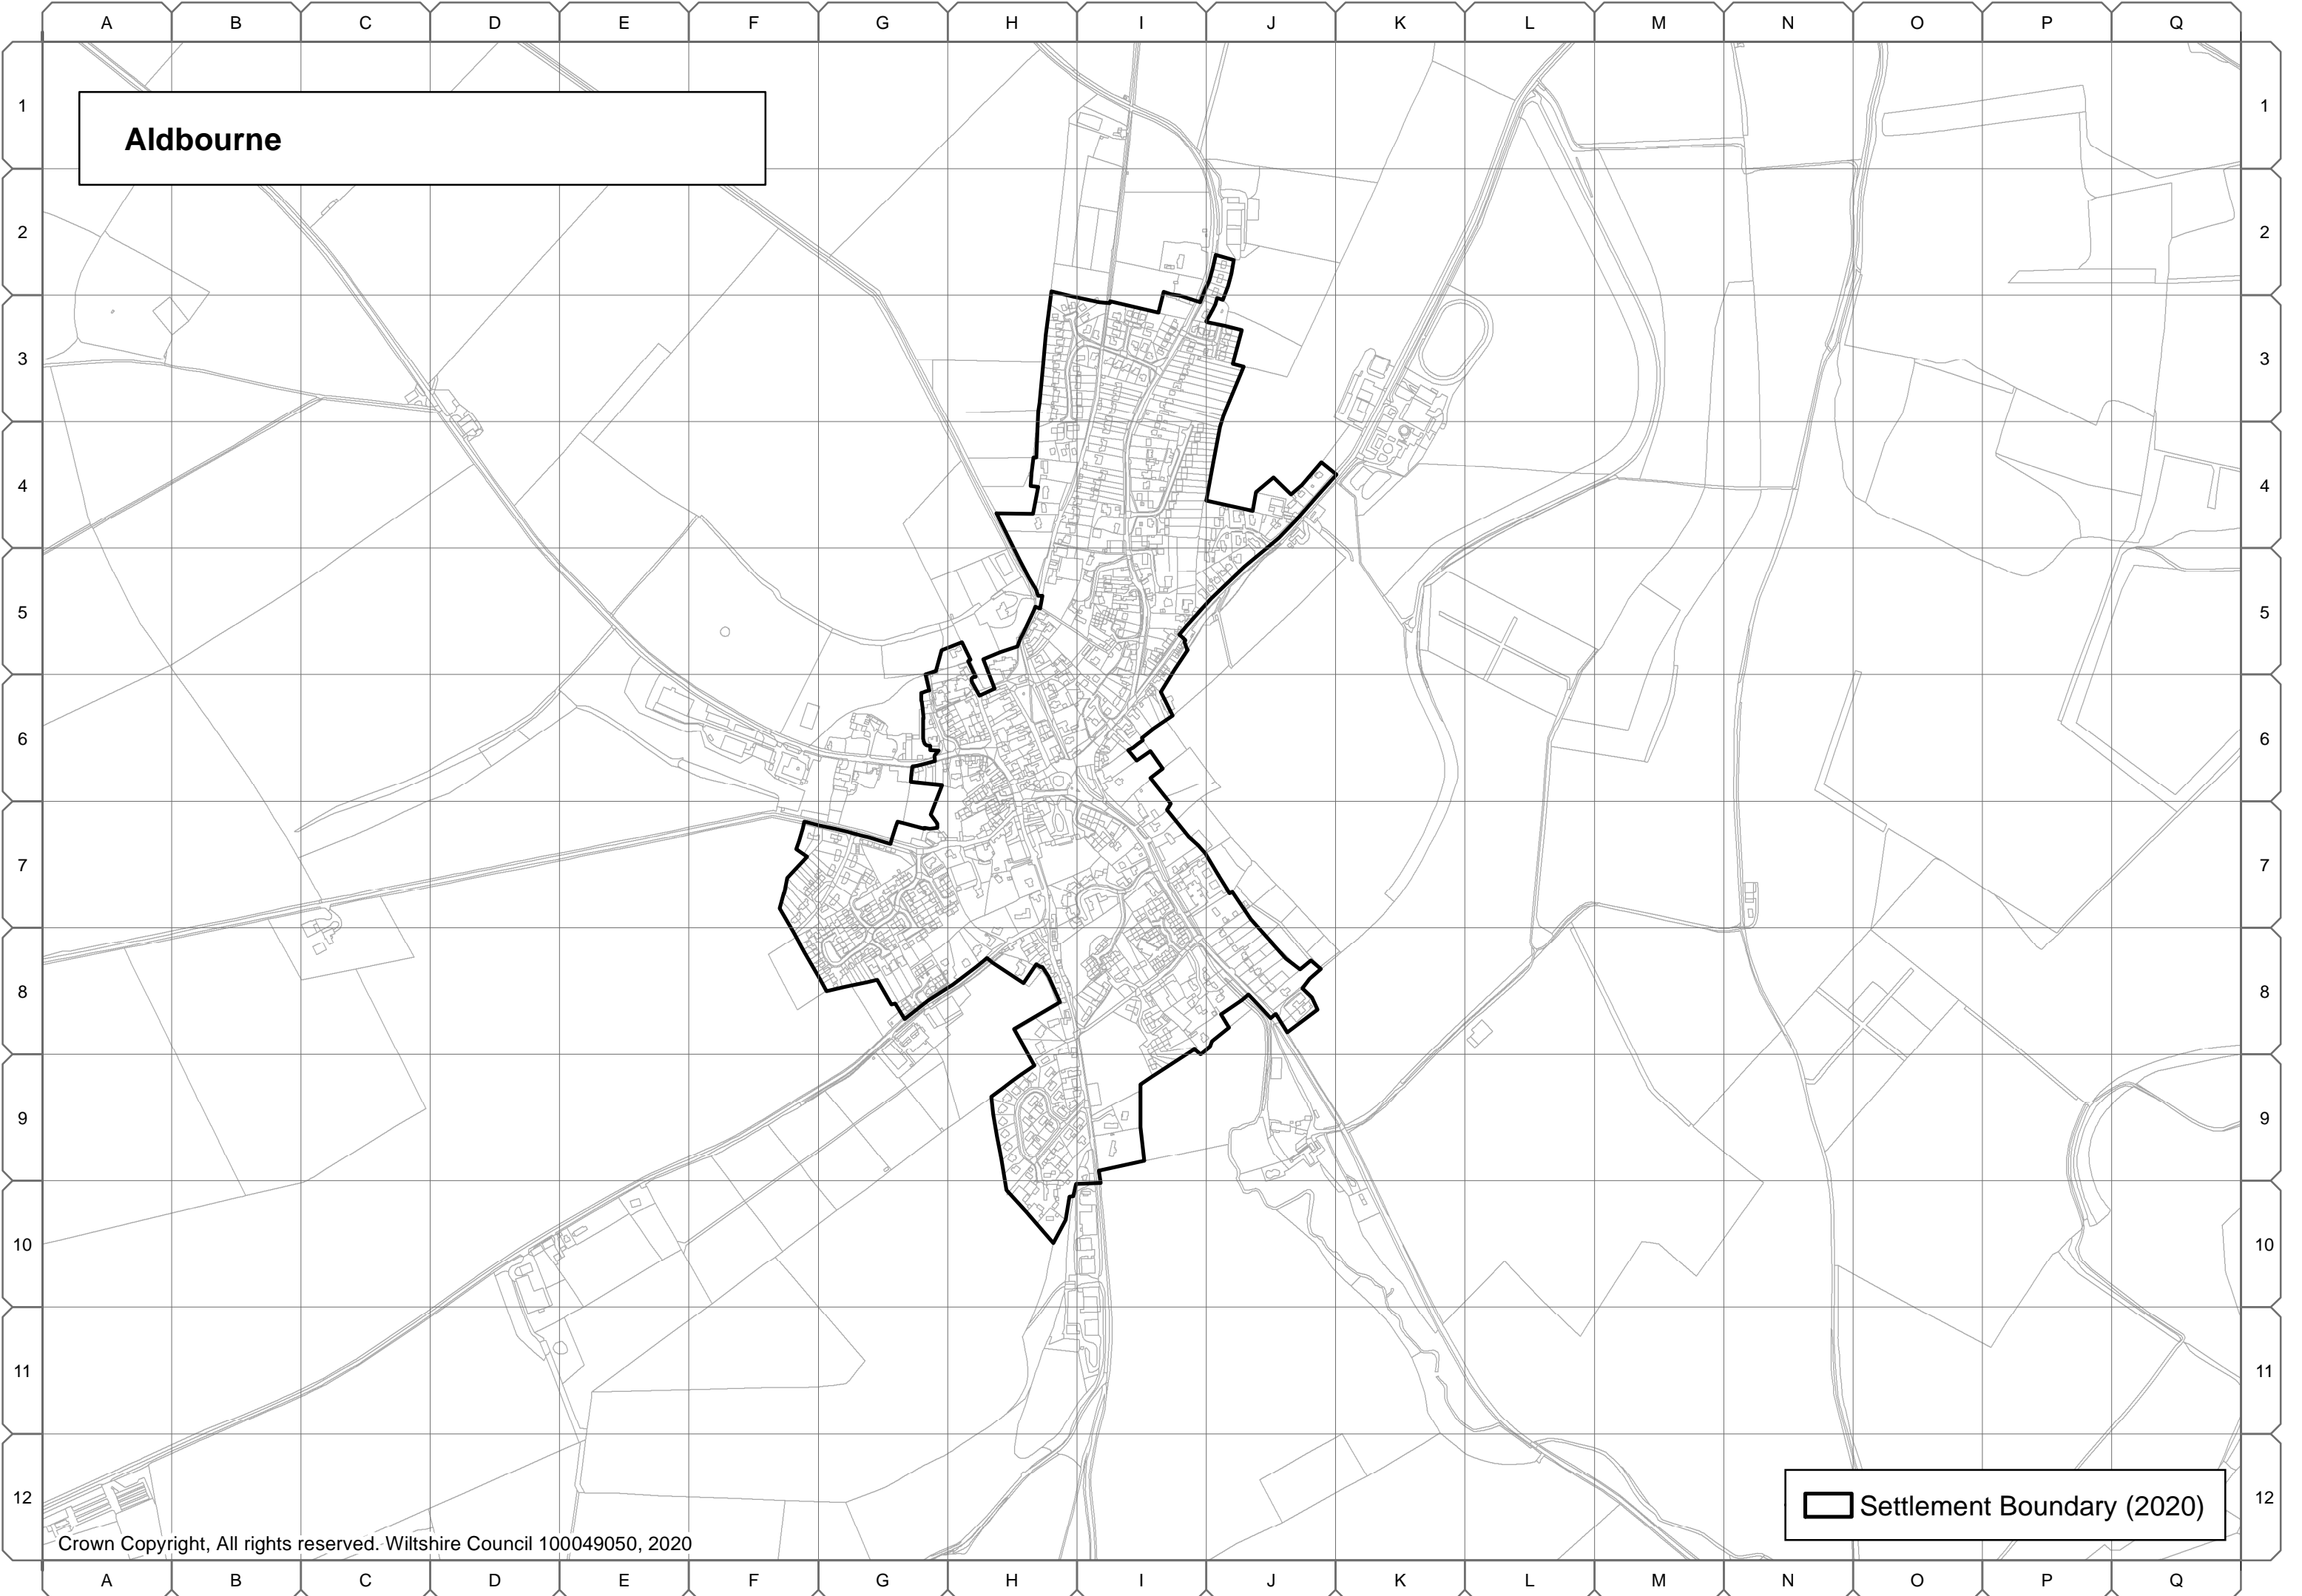 A B C D E F G H I J K L M N O P Q
1 1
Aldbourne
2 2
3 3
4 4
5 5
6 6
7 7
8 8
9 9
10 10
11 11
12 12
Settlement Boundary (2020)
Crown Copyright, All rights reserved. Wiltshire Council 100049050, 2020
A B C D E F G H I J K L M N O P Q